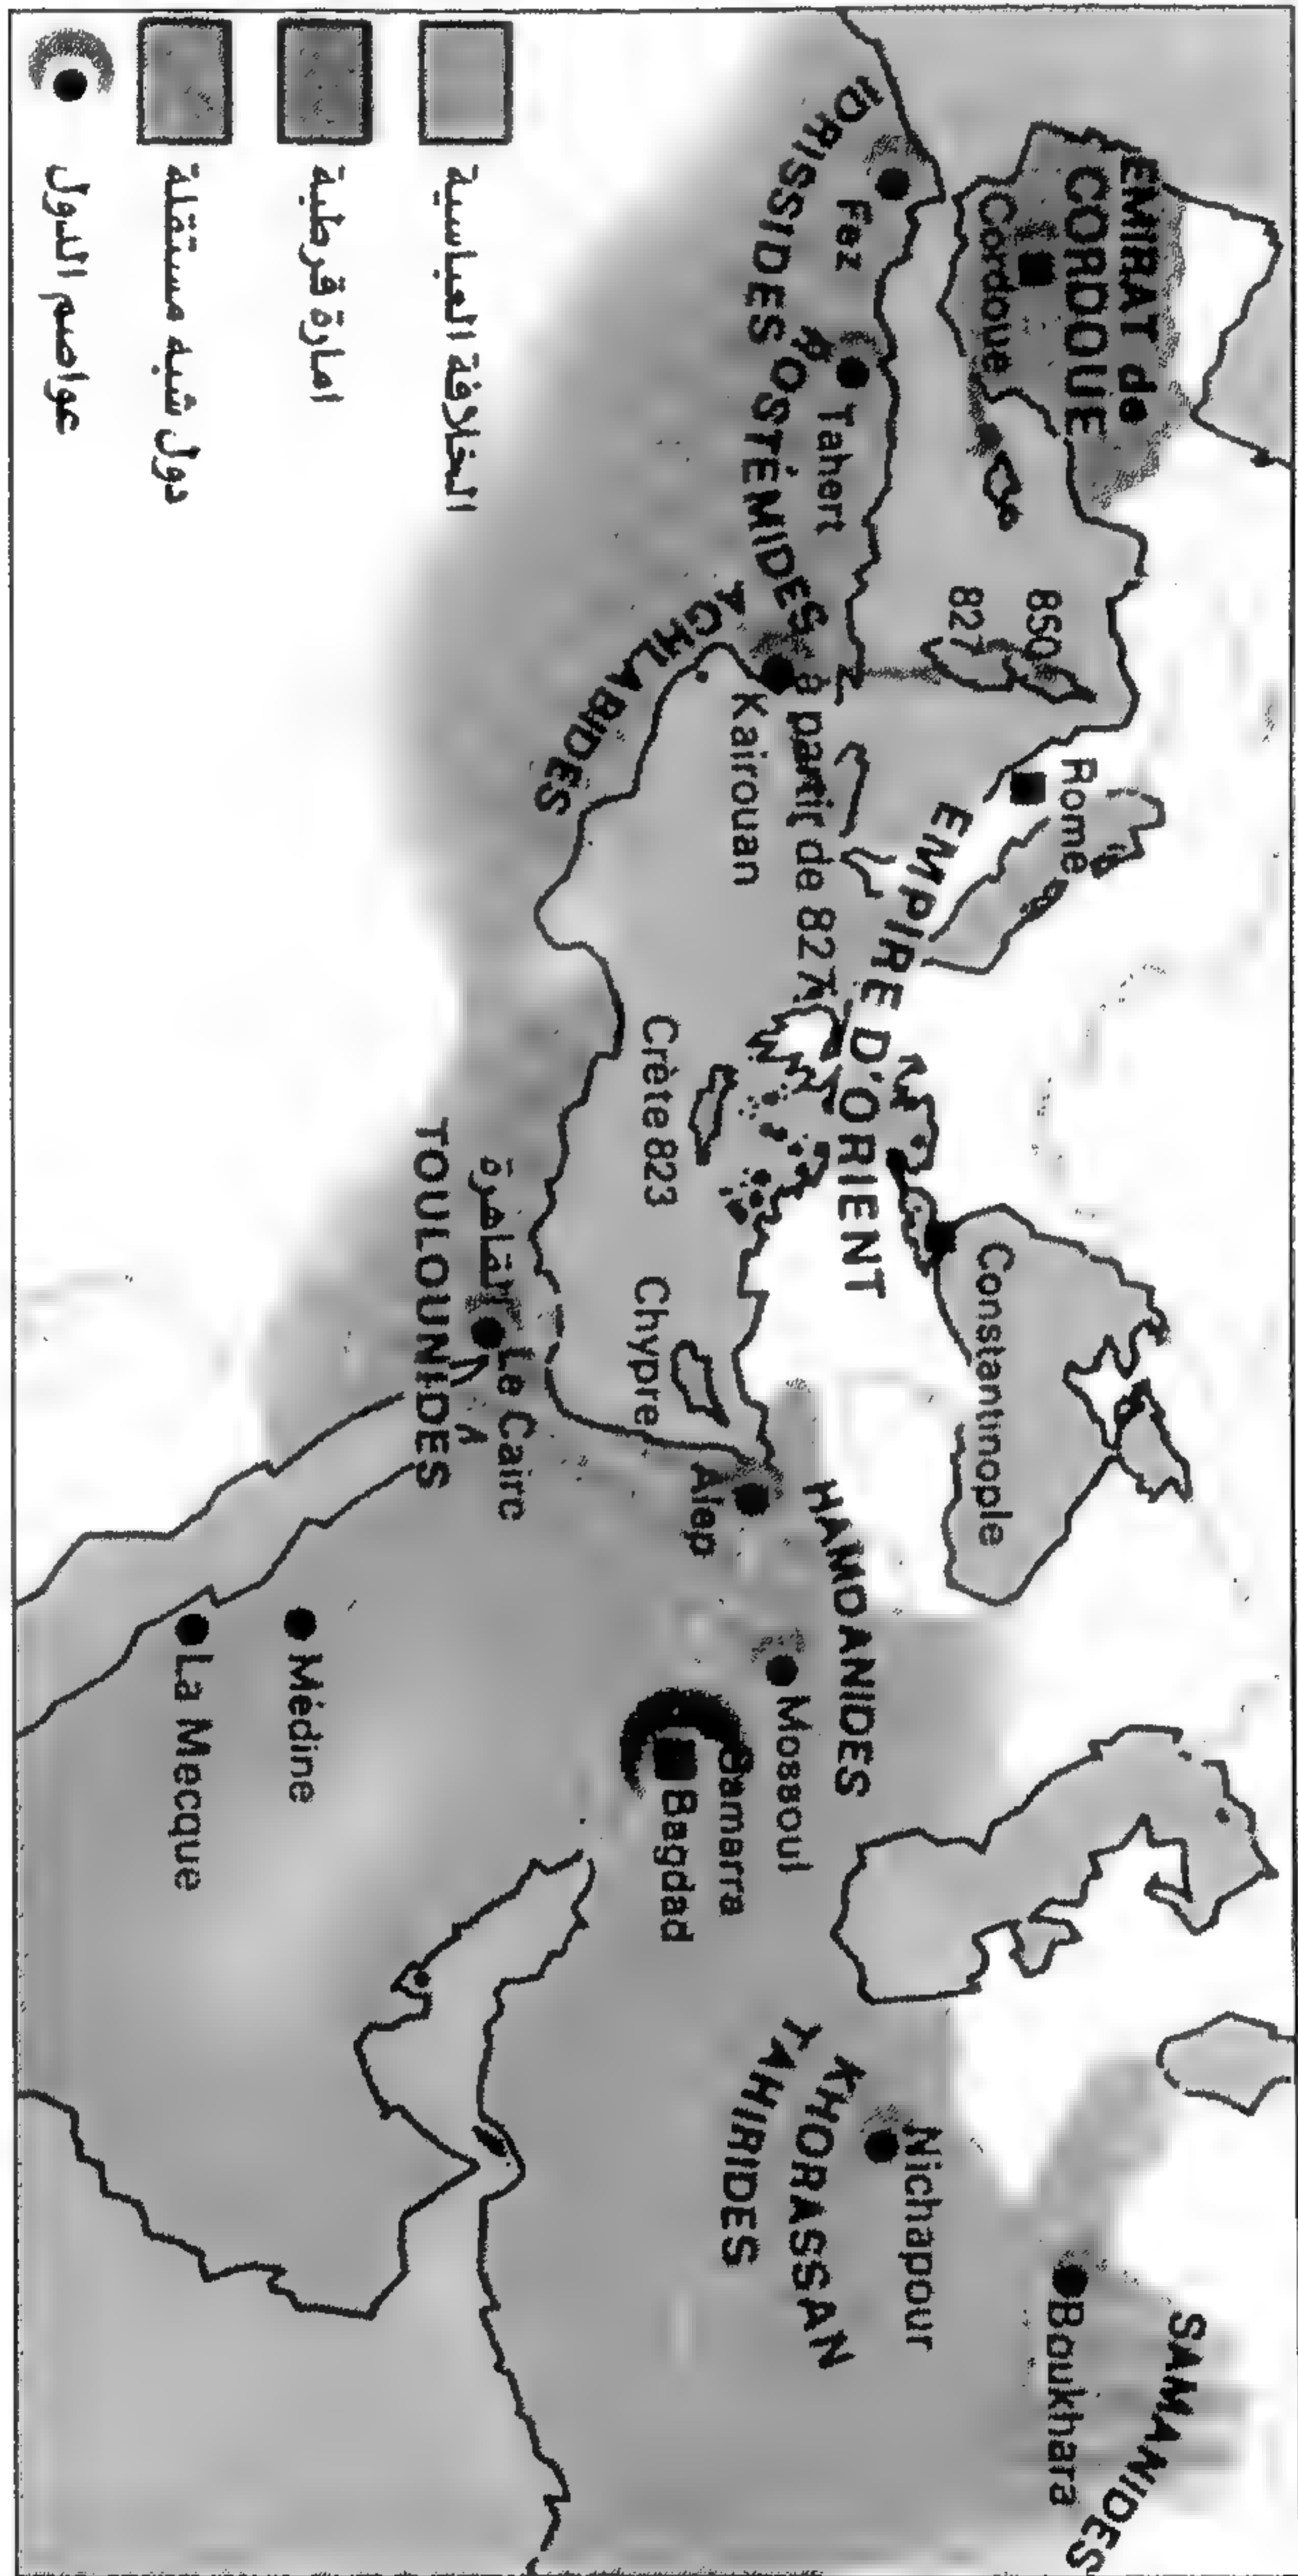 EMIRAT de
CORDOUE
Cordoue
IDRISSIDES
Fez
Tahert
ROSTÉMIDES
AGHLABIDES
Kairouan
à partir de 827
850
827
Rome
EMPIRE D'ORIENT
Constantinople
Crète 823
Chypre
القاهرة
Le Caire
TOULOUNIDES
Alep
HAMDANIDES
Mossoul
Samarra
Bagdad
Médine
La Mecque
Nichapour
KHORASSAN
TAHIRIDES
Boukhara
SAMANIDES
الخلافة العباسية
امارة قرطبة
دول شبه مستقلة
عواصم الدول